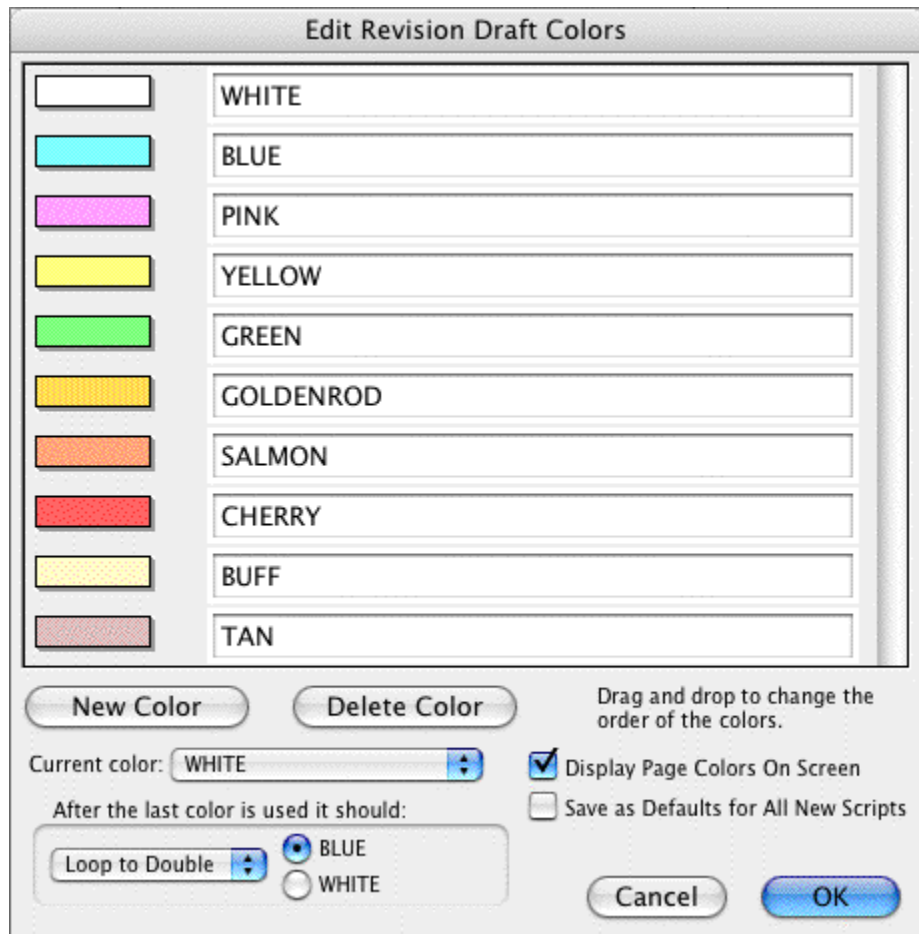 Edit Revision Draft Colors
WHITE
BLUE
PINK
YELLOW
GREEN
GOLDENROD
SALMON
CHERRY
BUFF
TAN
New Color
Delete Color
Drag and drop to change the
order of the colors.
Current color: WHITE
Display Page Colors On Screen
After the last color is used it should:
Save as Defaults for All New Scripts
Loop to Double
BLUE
WHITE
Cancel
OK